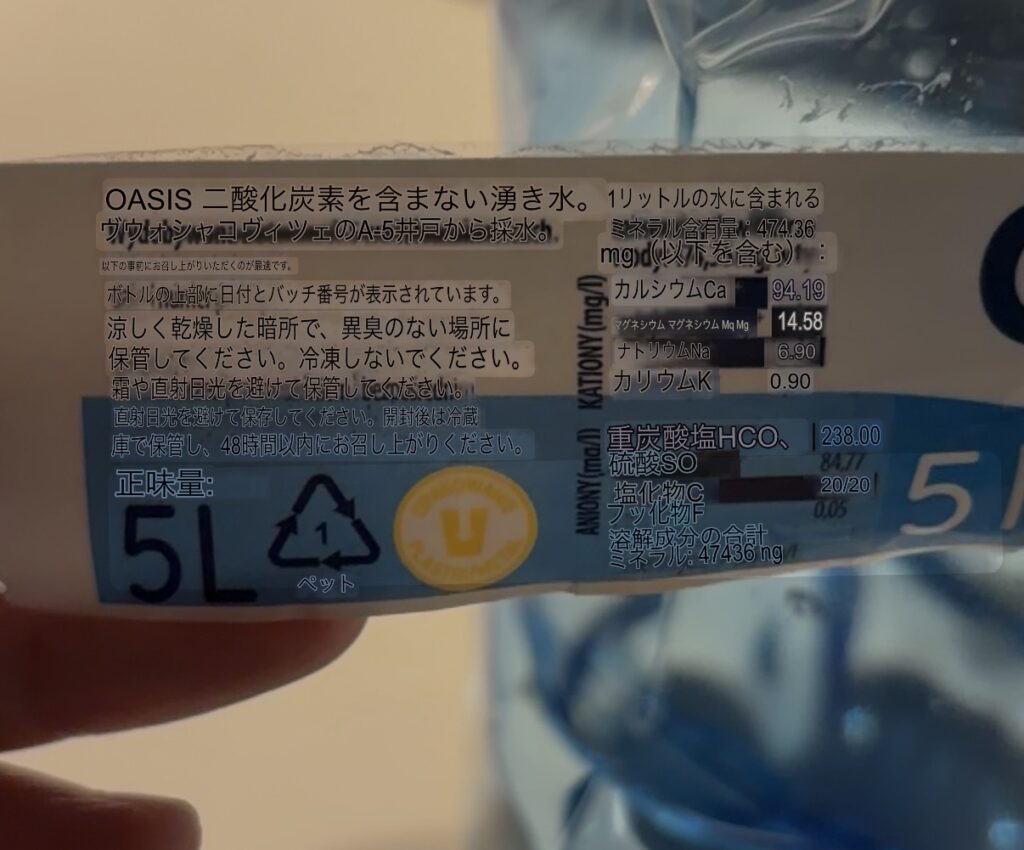 OASIS 二酸化炭素を含まない湧き水。
ヴウォシャコヴィツェのA-5井戸から採水。
以下の事前にお召し上がりいただくのが最適です。
ボトルの上部に日付とバッチ番号が表示されています。
涼しく乾燥した暗所で、異臭のない場所に
保管してください。冷凍しないでください。
霜や直射日光を避けて保管してください。
直射日光を避けて保存してください。開封後は冷蔵
庫で保管し、48時間以内にお召し上がりください。
正味量:
5L
1
ペット
1リットルの水に含まれる
ミネラル含有量: 474.36
mg (以下を含む) :
KATIONY (mg/l)
カルシウムCa 94.19
マグネシウム マグネシウム Mq Mg 14.58
ナトリウムNa 6.90
カリウムK 0.90
ANIONY (mg/l)
重炭酸塩HCO、 238.00
硫酸SO 84,77
塩化物C 20/20
フッ化物F 0,05
溶解成分の合計
ミネラル: 47436 ng
5